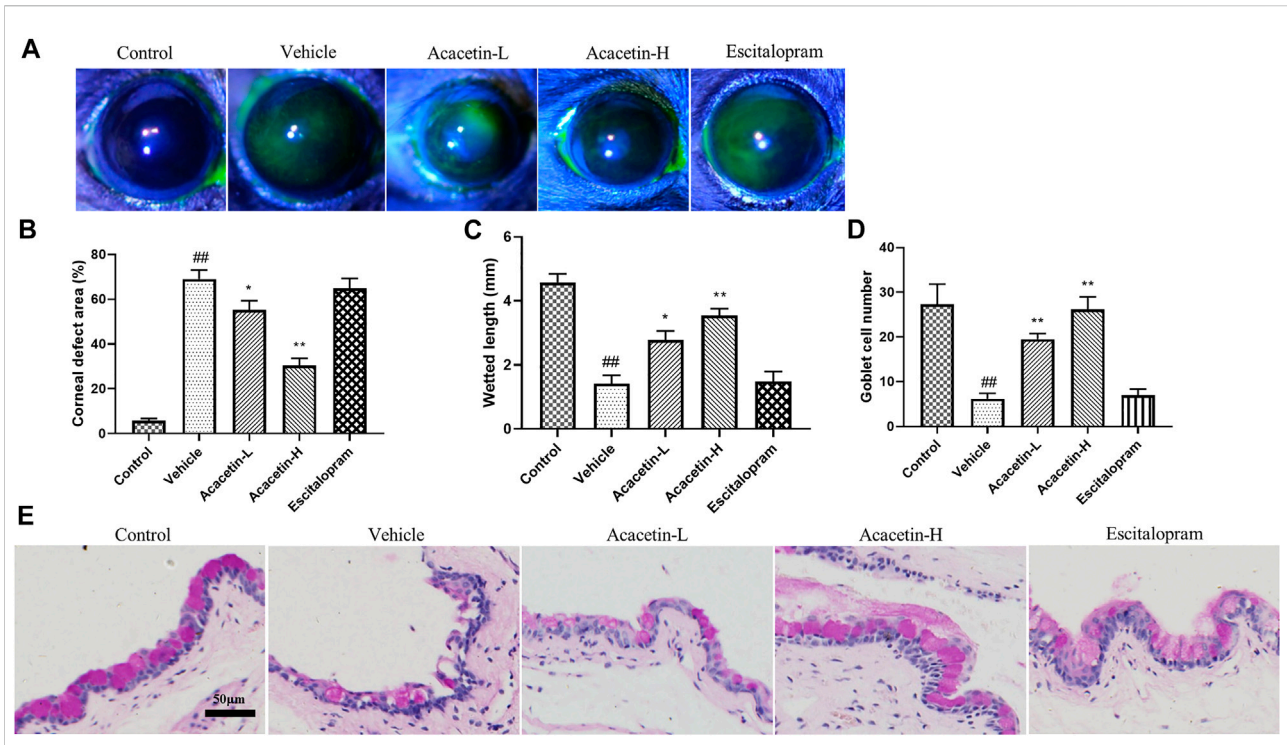 A
Control Vehicle Acacetin-L Acacetin-H Escitalopram
B
Corneal defect area (%)
80
60
40
20
0
##
*
**
Control Vehicle Acacetin-L Acacetin-H Escitalopram
C
Wetted length (mm)
6
4
2
0
##
*
**
Control Vehicle Acacetin-L Acacetin-H Escitalopram
D
Goblet cell number
40
30
20
10
0
##
**
**
Control Vehicle Acacetin-L Acacetin-H Escitalopram
E
Control Vehicle Acacetin-L Acacetin-H Escitalopram
50μm